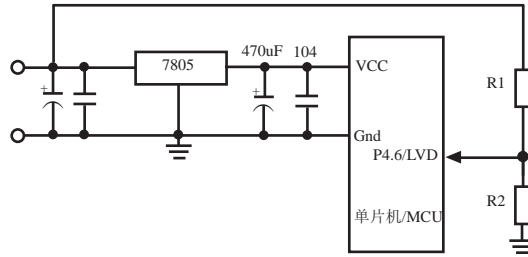 7805
470uF 104
VCC
R1
Gnd
P4.6/LVD
R2
单片机/MCU